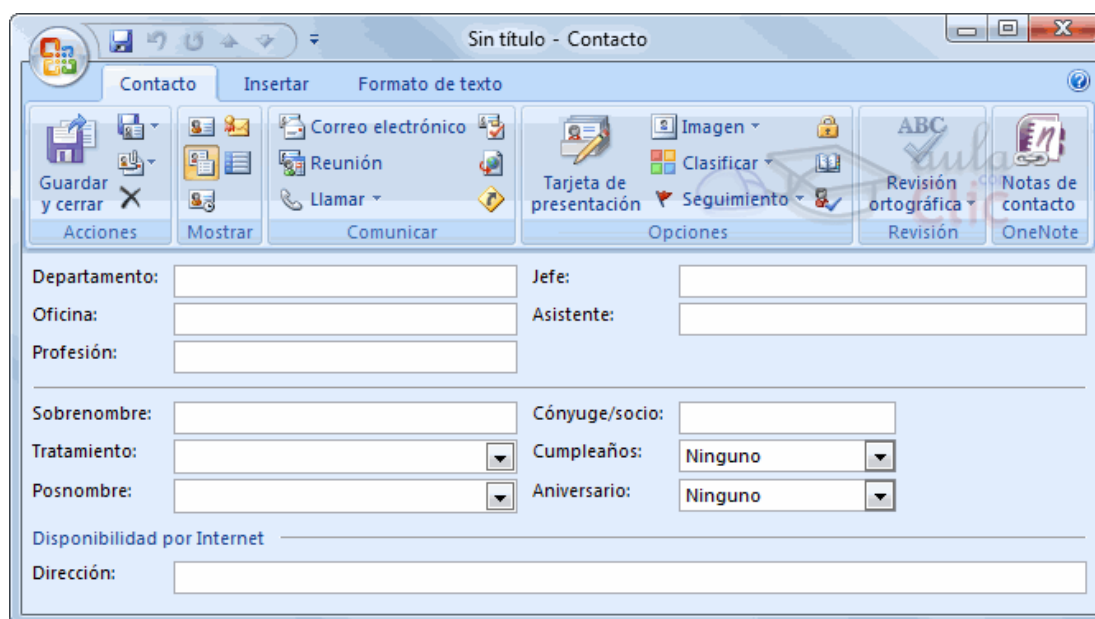 Sin título - Contacto
Contacto Insertar Formato de texto
Guardar y cerrar
Acciones
Mostrar
Correo electrónico
Reunión
Llamar
Comunicar
Tarjeta de presentación
Imagen
Clasificar
Seguimiento
Opciones
ABC
Revisión ortográfica
Revisión
Notas de contacto
OneNote
aulaClic
.com
Departamento: Jefe:
Oficina: Asistente:
Profesión:
Sobrenombre: Cónyuge/socio:
Tratamiento: Cumpleaños: Ninguno
Posnombre: Aniversario: Ninguno
Disponibilidad por Internet
Dirección: